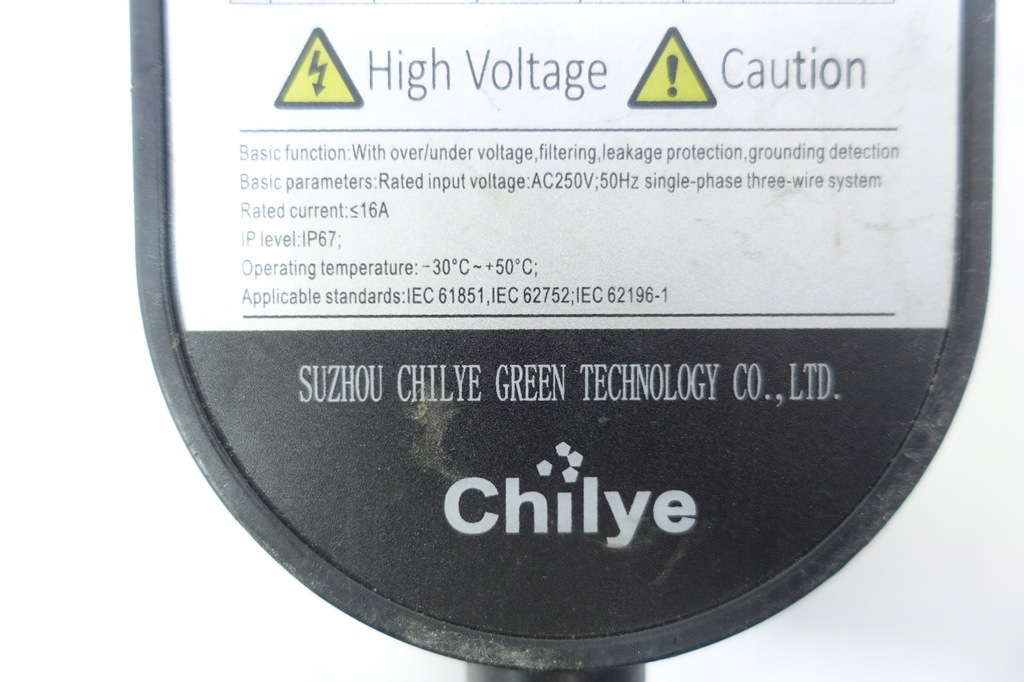 High Voltage Caution
Basic function:With over/under voltage,filtering,leakage protection,grounding detection
Basic parameters:Rated input voltage:AC250V;50Hz single-phase three-wire system
Rated current:≤16A
IP level:IP67;
Operating temperature: -30°C~+50°C;
Applicable standards:IEC 61851,IEC 62752;IEC 62196-1
SUZHOU CHILYE GREEN TECHNOLOGY CO.,LTD.
Chilye